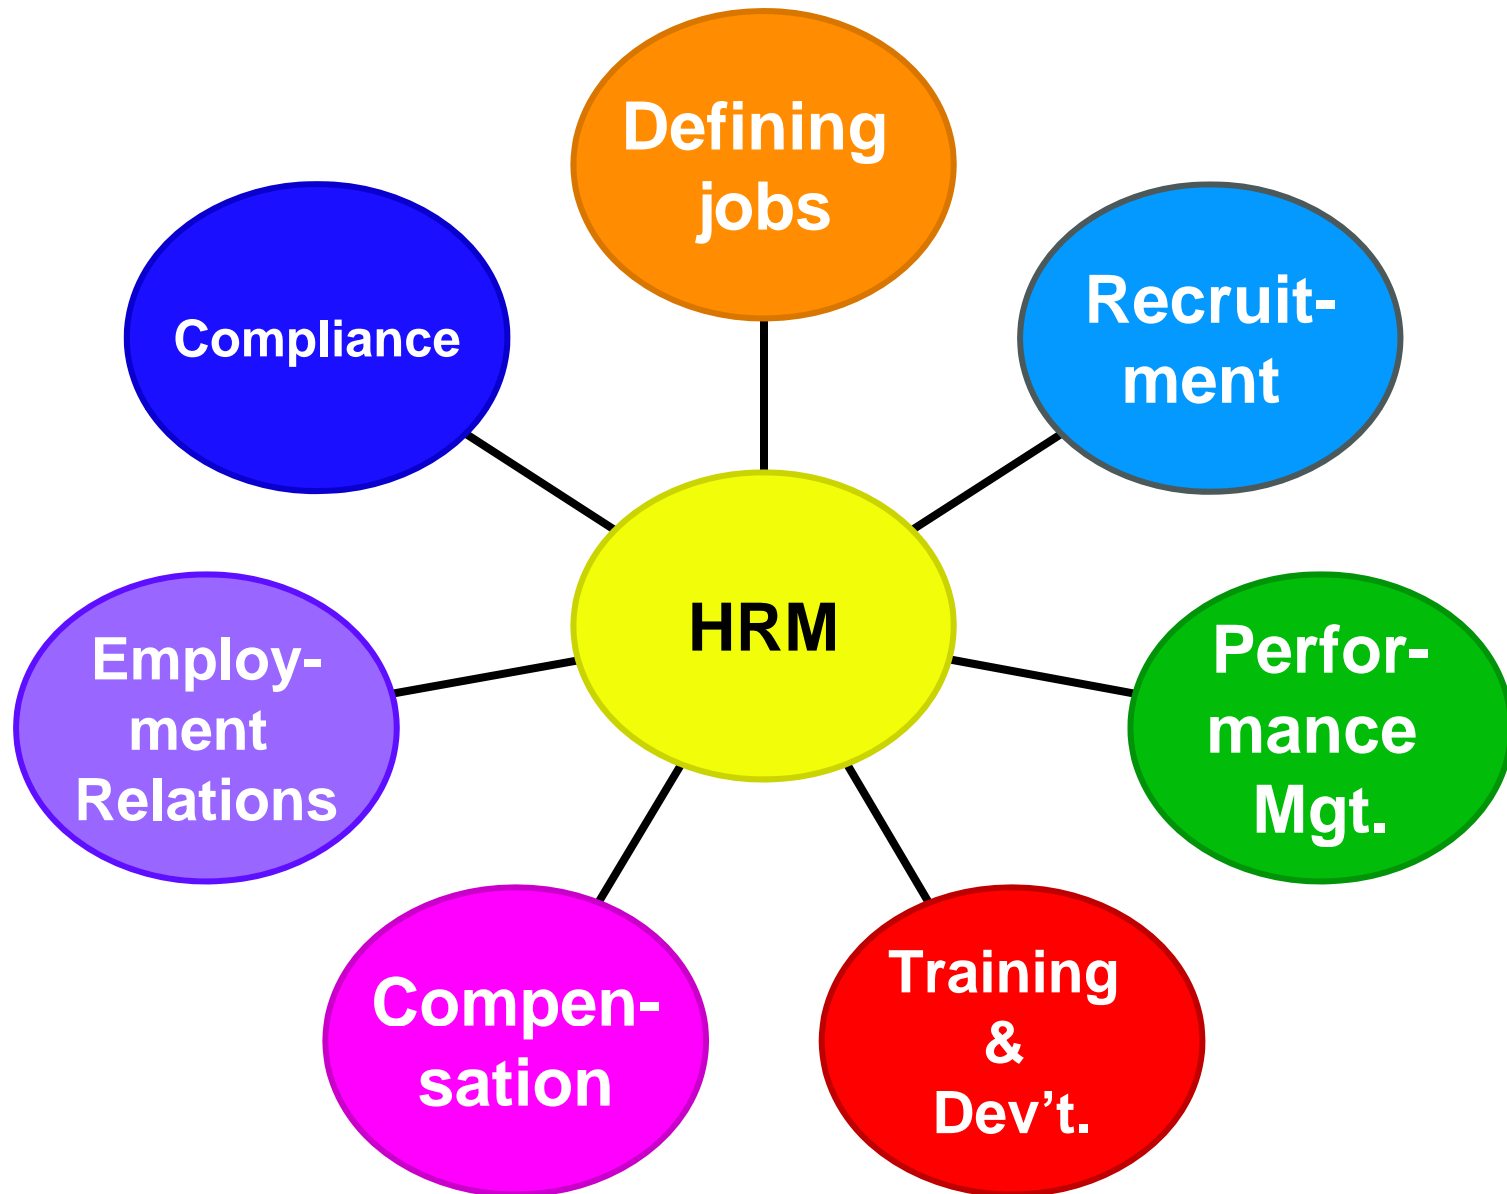 Defining
jobs
Recruit-
ment
Perfor-
mance
Mgt.
Training
&
Dev’t.
Compen-
sation
Employ-
ment
Relations
Compliance
HRM